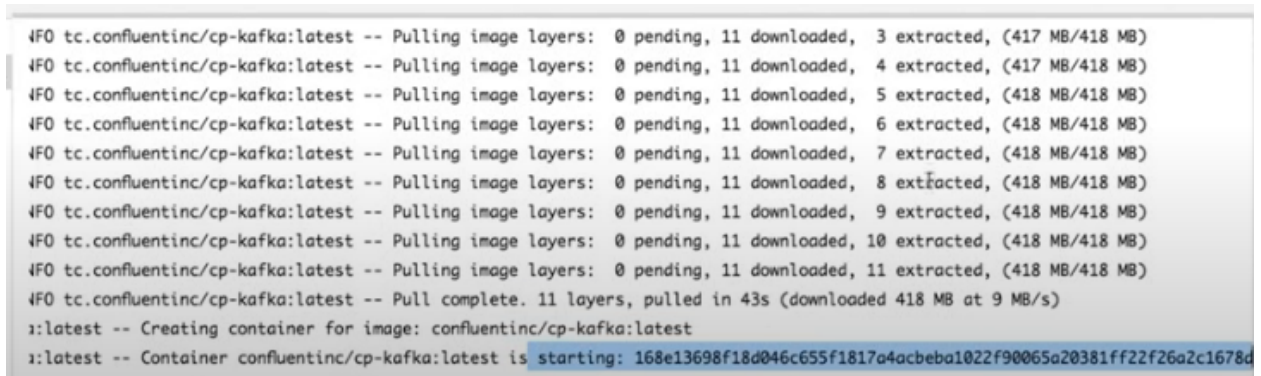 NFO tc.confluentinc/cp-kafka:latest -- Pulling image layers:  0 pending, 11 downloaded,  3 extracted, (417 MB/418 MB)
NFO tc.confluentinc/cp-kafka:latest -- Pulling image layers:  0 pending, 11 downloaded,  4 extracted, (417 MB/418 MB)
NFO tc.confluentinc/cp-kafka:latest -- Pulling image layers:  0 pending, 11 downloaded,  5 extracted, (418 MB/418 MB)
NFO tc.confluentinc/cp-kafka:latest -- Pulling image layers:  0 pending, 11 downloaded,  6 extracted, (418 MB/418 MB)
NFO tc.confluentinc/cp-kafka:latest -- Pulling image layers:  0 pending, 11 downloaded,  7 extracted, (418 MB/418 MB)
NFO tc.confluentinc/cp-kafka:latest -- Pulling image layers:  0 pending, 11 downloaded,  8 extracted, (418 MB/418 MB)
NFO tc.confluentinc/cp-kafka:latest -- Pulling image layers:  0 pending, 11 downloaded,  9 extracted, (418 MB/418 MB)
NFO tc.confluentinc/cp-kafka:latest -- Pulling image layers:  0 pending, 11 downloaded, 10 extracted, (418 MB/418 MB)
NFO tc.confluentinc/cp-kafka:latest -- Pulling image layers:  0 pending, 11 downloaded, 11 extracted, (418 MB/418 MB)
NFO tc.confluentinc/cp-kafka:latest -- Pull complete. 11 layers, pulled in 43s (downloaded 418 MB at 9 MB/s)
a:latest -- Creating container for image: confluentinc/cp-kafka:latest
a:latest -- Container confluentinc/cp-kafka:latest is starting: 168e13698f18d046c655f1817a4acbeba1022f90065a20381ff22f26a2c1678d